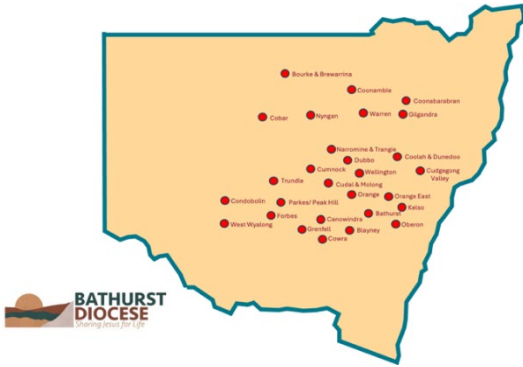 Bourke & Brewarrina
Coonamble
Coonabarabran
Cobar
Nyngan
Warren
Gilgandra
Narromine & Trangie
Dubbo
Coolah & Dunedoo
Cumnock
Wellington
Cudgegong
Valley
Trundle
Cudal & Molong
Orange
Orange East
Condobolin
Parkes/ Peak Hill
Kelso
Forbes
Bathurst
West Wyalong
Canowindra
Oberon
Grenfell
Blayney
Cowra
BATHURST
DIOCESE
Sharing Jesus for Life